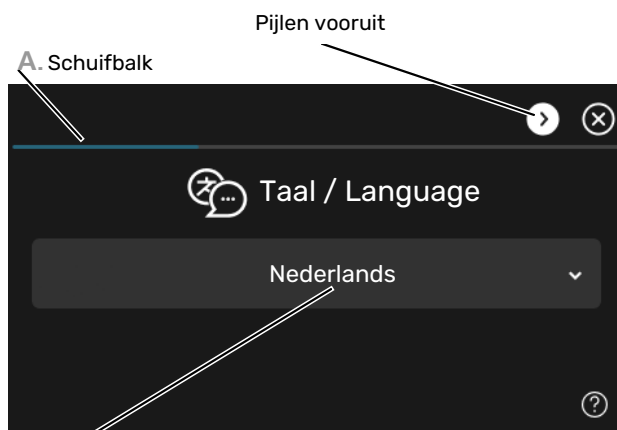 Pijlen vooruit
A. Schuifbalk
Taal / Language
Nederlands